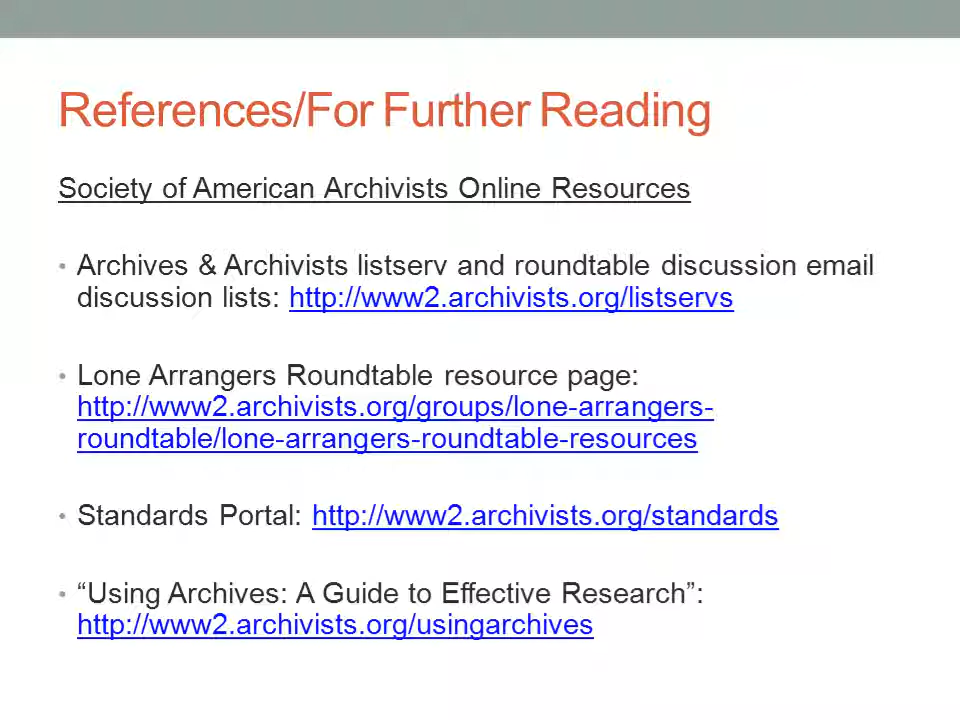 References/For Further Reading
Society of American Archivists Online Resources
• Archives & Archivists listserv and roundtable discussion email
discussion lists: http://www2.archivists.org/listservs
• Lone Arrangers Roundtable resource page:
http://www2.archivists.org/groups/lone-arrangers-
roundtable/lone-arrangers-roundtable-resources
• Standards Portal: http://www2.archivists.org/standards
• “Using Archives: A Guide to Effective Research”:
http://www2.archivists.org/usingarchives